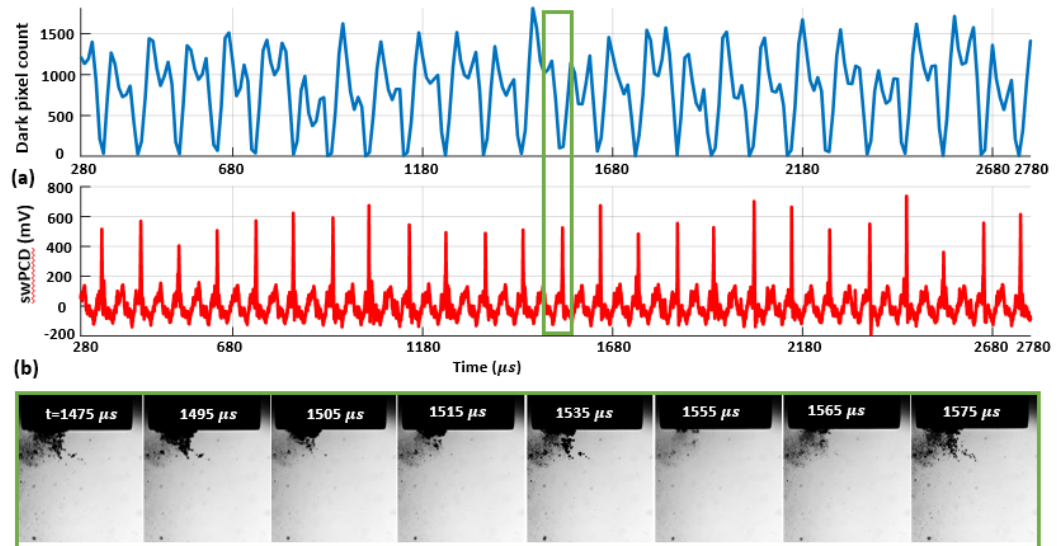 Dark pixel count
1500
1000
500
0
280 680 1180 1680 2180 2680 2780
(a)
swPCD (mV)
800
600
400
200
0
-200
280 680 1180 1680 2180 2680 2780
Time (μs)
(b)
t=1475 μs 1495 μs 1505 μs 1515 μs 1535 μs 1555 μs 1565 μs 1575 μs